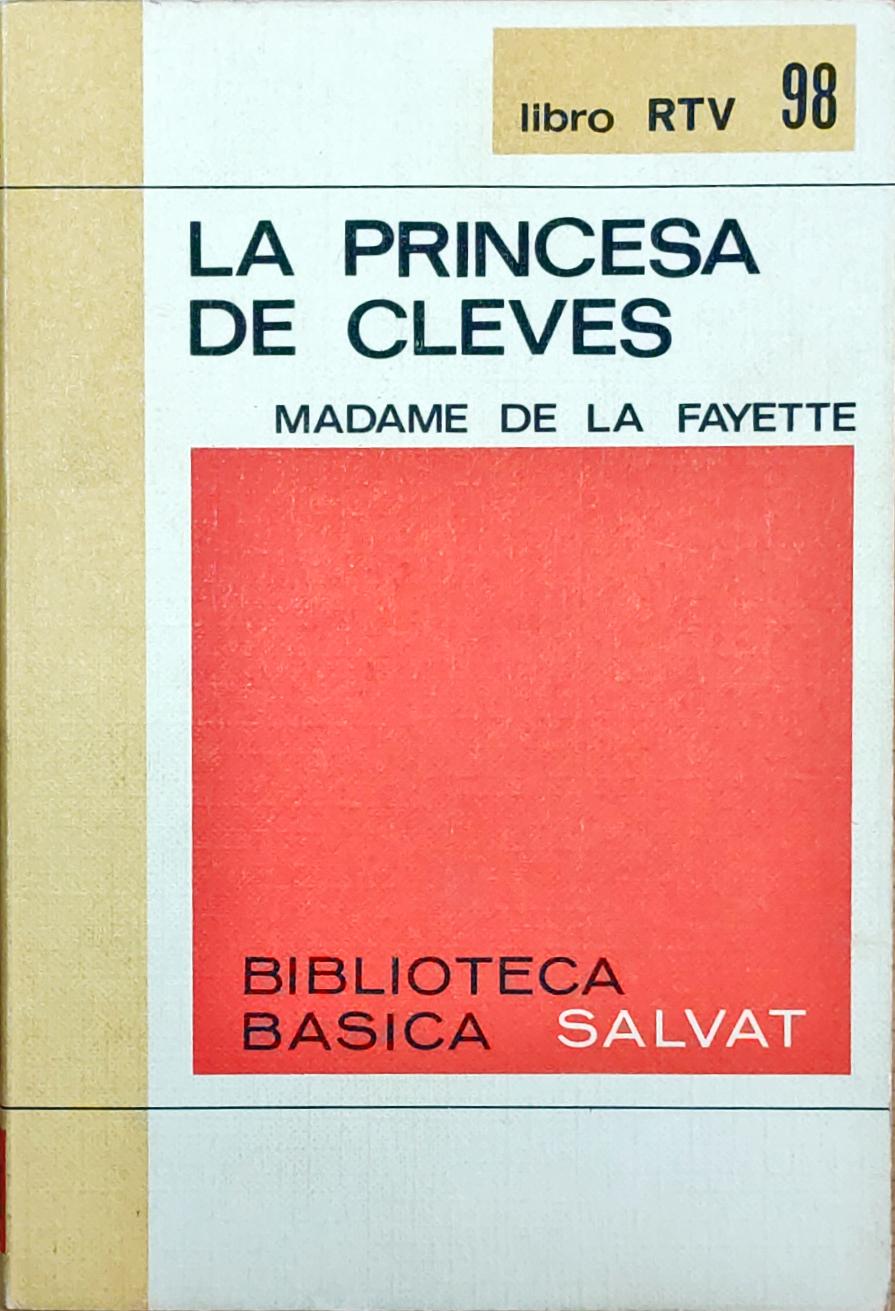 libro RTV 98
LA PRINCESA
DE CLEVES
MADAME DE LA FAYETTE
BIBLIOTECA
BASICA SALVAT